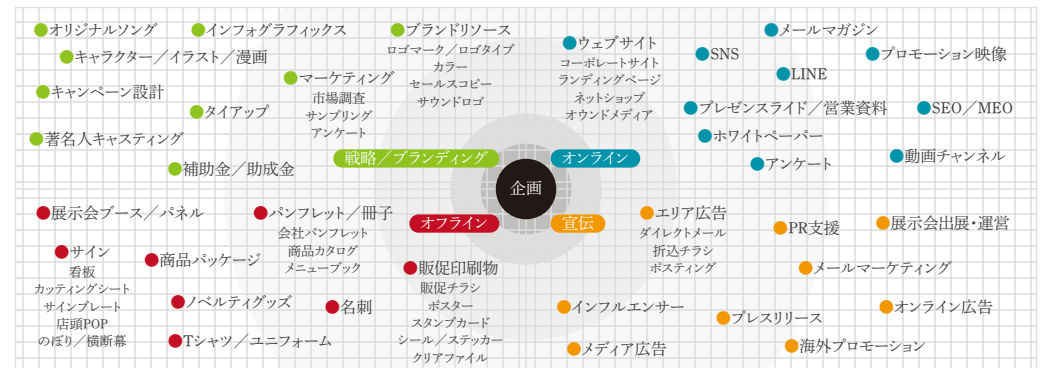 オリジナルソング
インフォグラフィックス
ブランドリソース
ロゴマーク／ロゴタイプ
カラー
セールスコピー
サウンドロゴ
キャラクター／イラスト／漫画
マーケティング
市場調査
サンプリング
アンケート
キャンペーン設計
タイアップ
著名人キャスティング
補助金／助成金
戦略／ブランディング
ウェブサイト
コーポレートサイト
ランディングページ
ネットショップ
オウンドメディア
メールマガジン
SNS
プロモーション映像
LINE
プレゼンスライド／営業資料
SEO／MEO
ホワイトペーパー
アンケート
動画チャンネル
オンライン
企画
オフライン
宣伝
展示会ブース／パネル
パンフレット／冊子
会社パンフレット
商品カタログ
メニューブック
サイン
看板
カッティングシート
サインプレート
店頭POP
のぼり／横断幕
商品パッケージ
販促印刷物
販促チラシ
ポスター
スタンプカード
シール／ステッカー
クリアファイル
ノベルティグッズ
名刺
Tシャツ／ユニフォーム
エリア広告
ダイレクトメール
折込チラシ
ポスティング
PR支援
展示会出展・運営
メールマーケティング
インフルエンサー
プレスリリース
オンライン広告
メディア広告
海外プロモーション